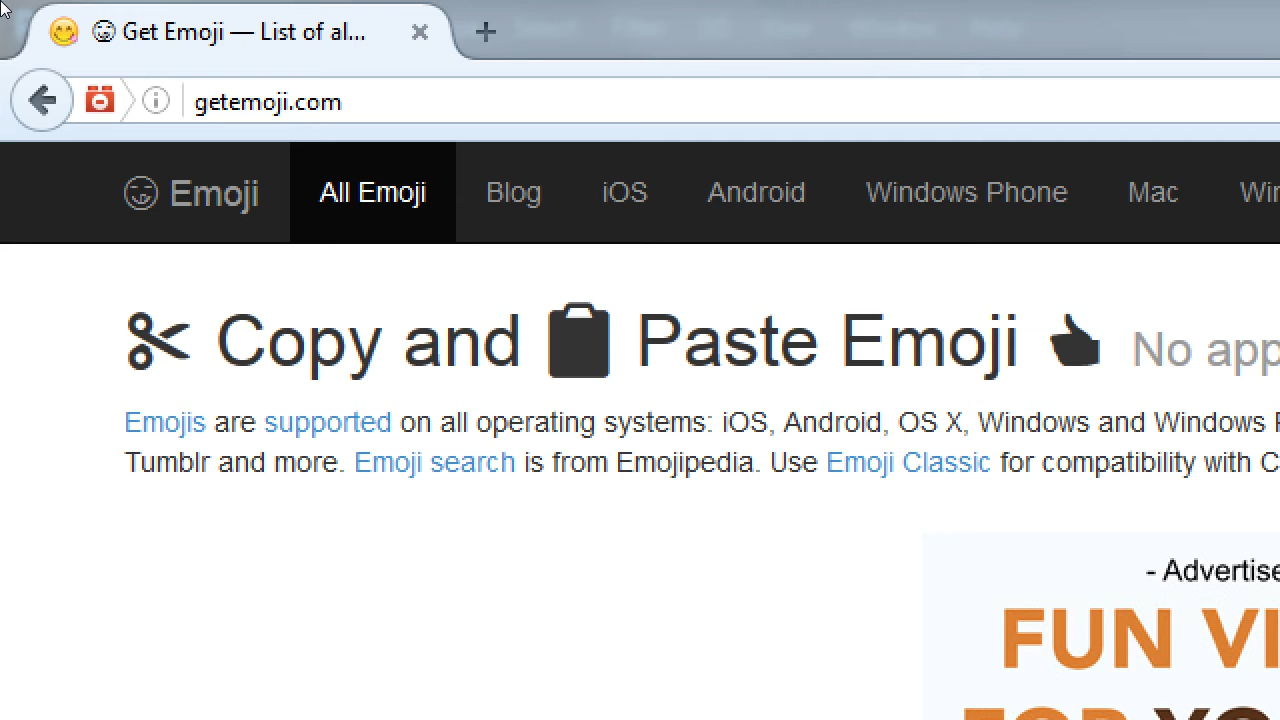 Get Emoji — List of al...
getemoji.com
Emoji All Emoji Blog iOS Android Windows Phone Mac
Copy and Paste Emoji No app
Emojis are supported on all operating systems: iOS, Android, OS X, Windows and Windows
Tumblr and more. Emoji search is from Emojipedia. Use Emoji Classic for compatibility with
- Advertise
FUN VI
FOR YO